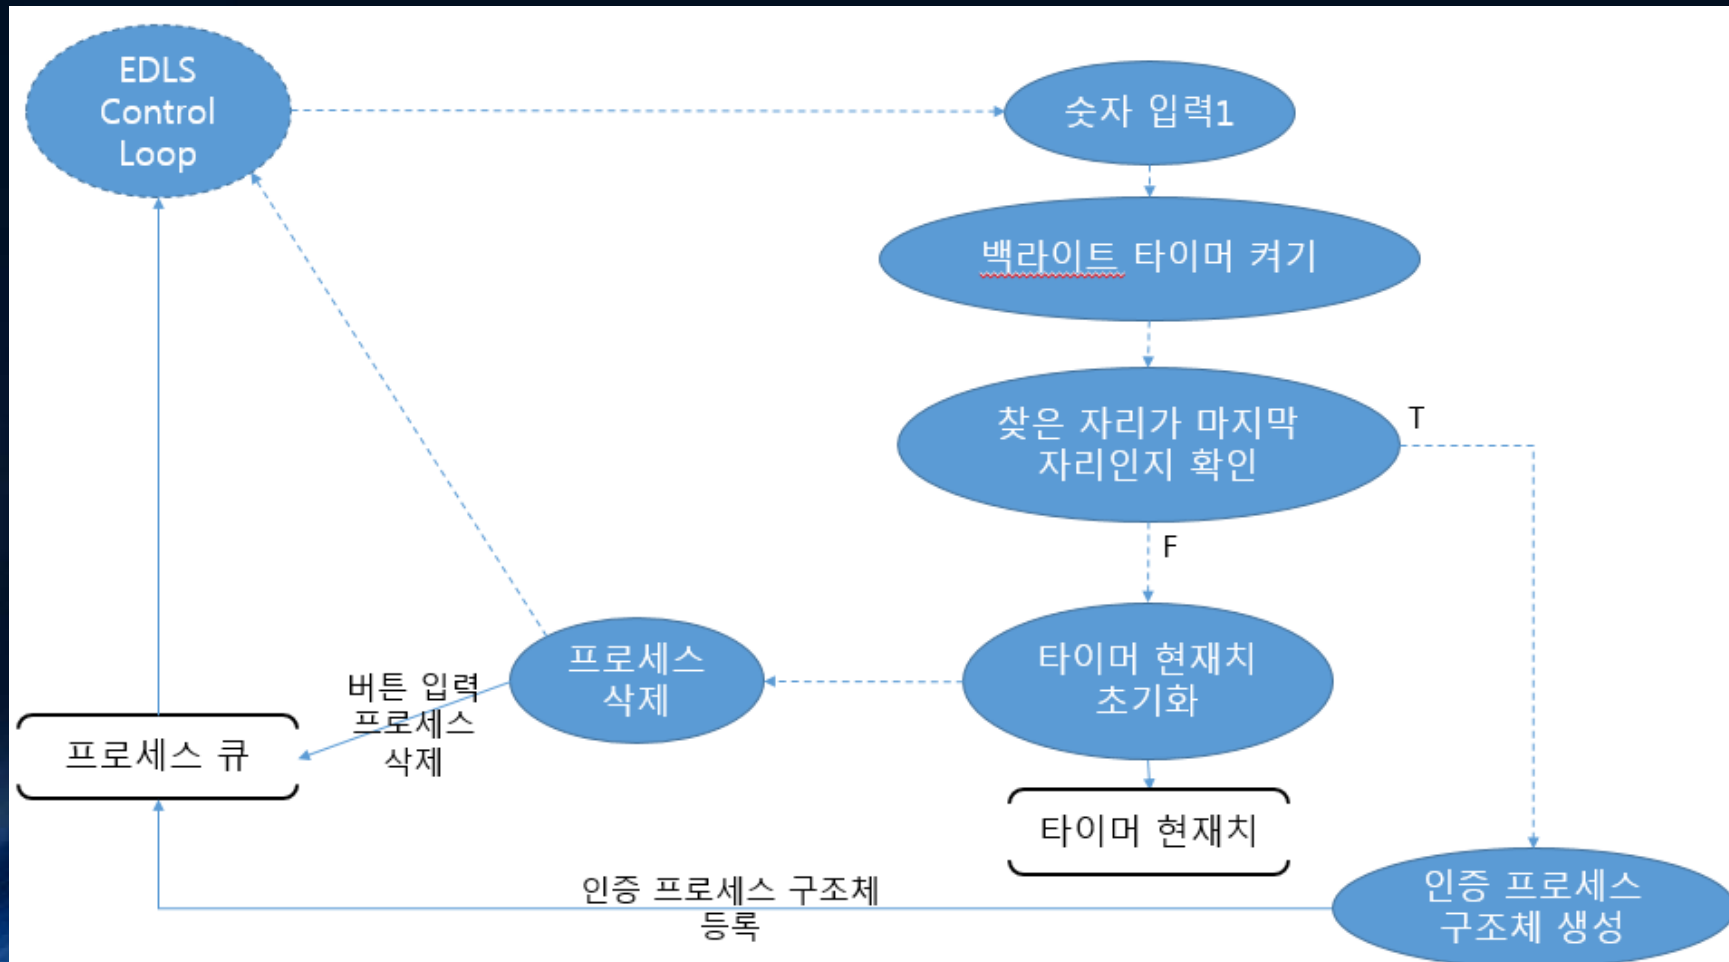 EDLS
Control
Loop
숫자 입력1
백라이트 타이머 켜기
찾은 자리가 마지막
자리인지 확인
T
F
타이머 현재치
초기화
프로세스
삭제
버튼 입력
프로세스
삭제
프로세스 큐
타이머 현재치
인증 프로세스 구조체
등록
인증 프로세스
구조체 생성